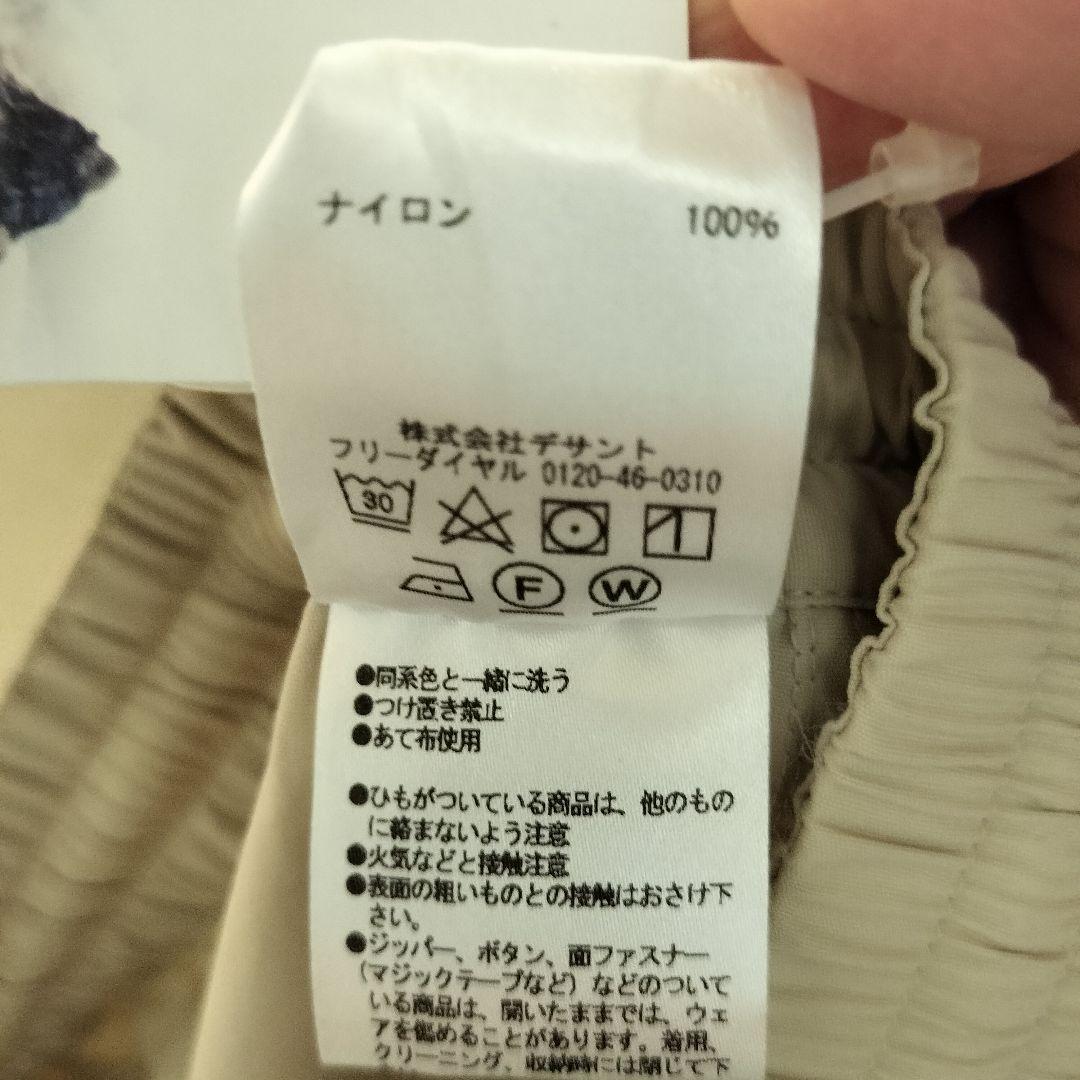 ナイロン 100%
株式会社デサント
フリーダイヤル 0120-46-0310
30
F W
●同系色と一緒に洗う
●つけ置き禁止
●あて布使用
●ひもがついている商品は、他のもの
に絡まないよう注意
●火気などと接触注意
●表面の粗いものとの接触はおさけ下
さい。
●ジッパー、ボタン、面ファスナー
（マジックテープなど）などのついて
いる商品は、開いたままでは、ウェ
アを傷めることがあります。着用、
クリーニング、収納時には閉じて下